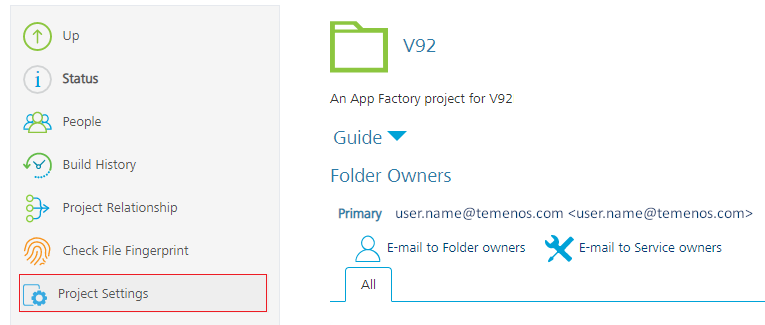 Up
Status
People
Build History
Project Relationship
Check File Fingerprint
Project Settings
V92
An App Factory project for V92
Guide
Folder Owners
Primary user.name@temenos.com <user.name@temenos.com>
E-mail to Folder owners E-mail to Service owners
All